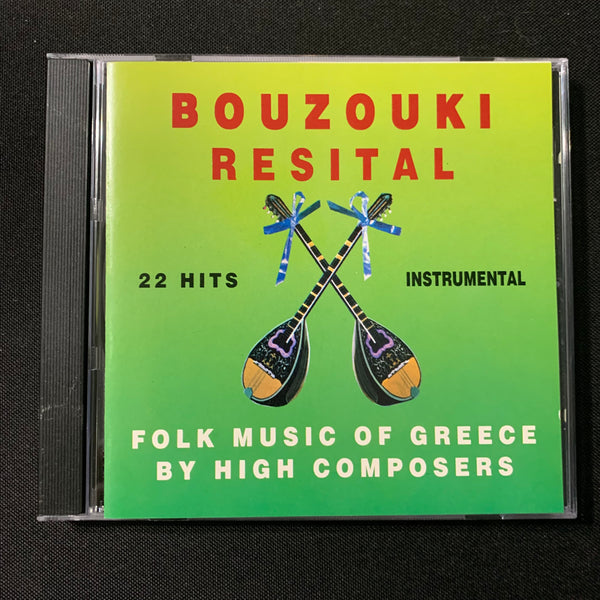 BOUZOUKI
RESITAL
22 HITS
INSTRUMENTAL
FOLK MUSIC OF GREECE
BY HIGH COMPOSERS